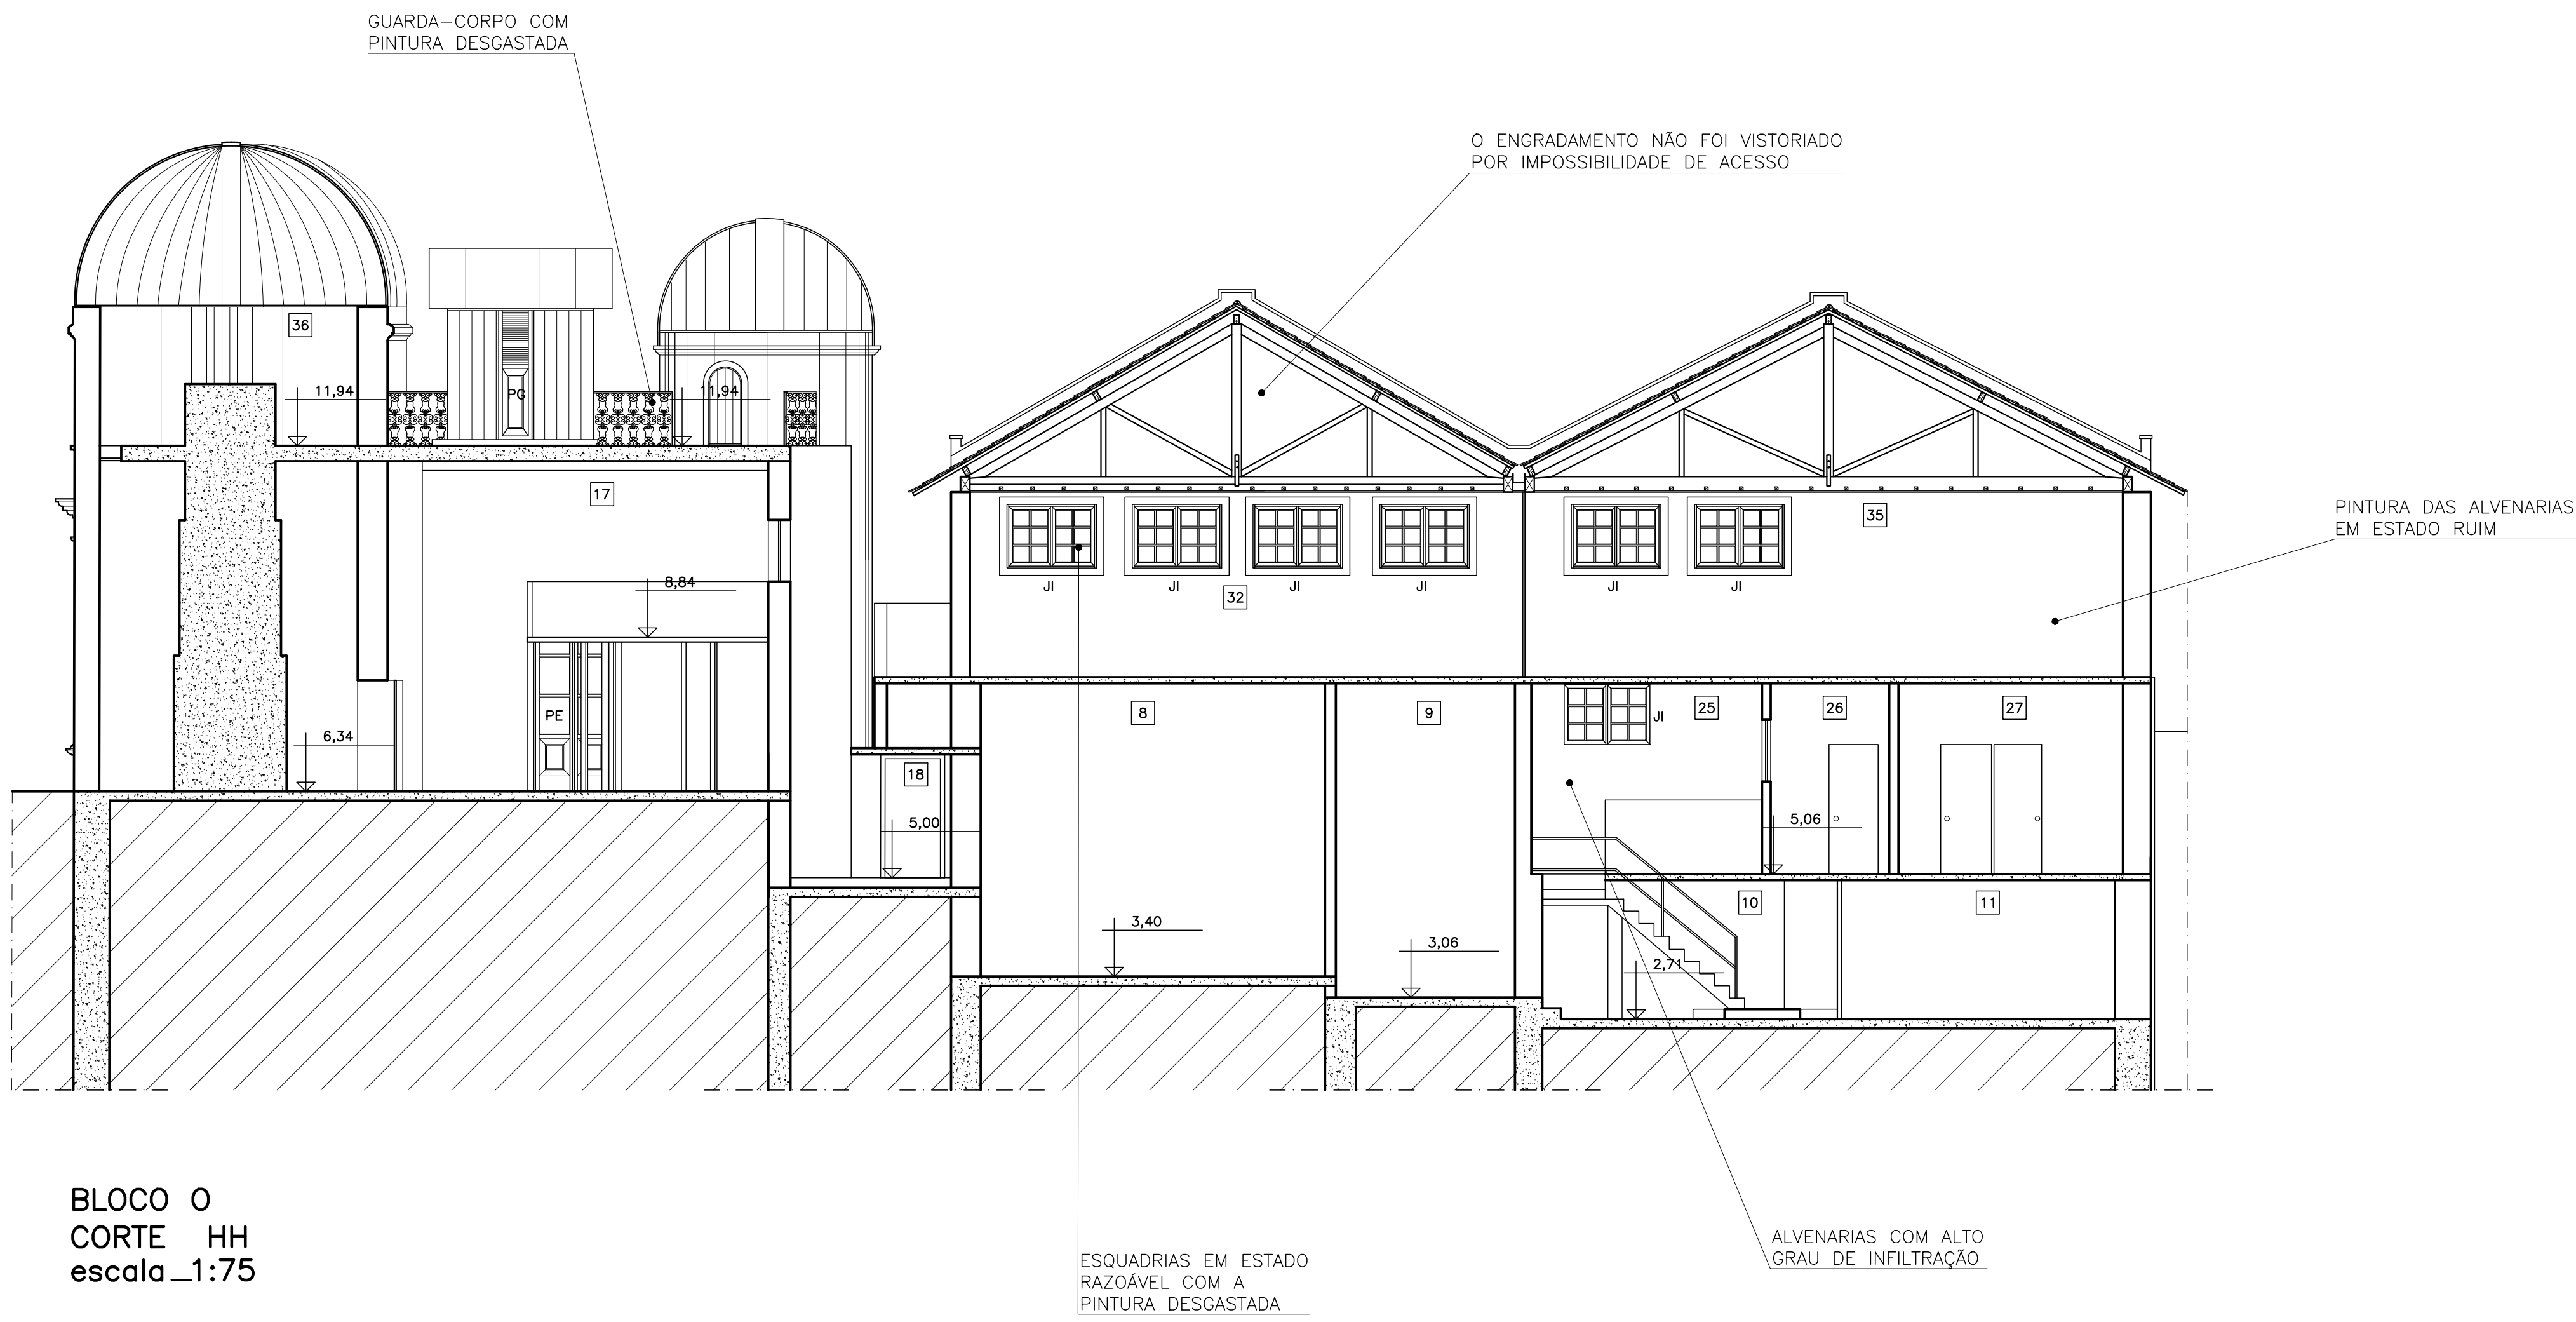 GUARDA-CORPO COM
PINTURA DESGASTADA
O ENGRADAMENTO NÃO FOI VISTORIADO
POR IMPOSSIBILIDADE DE ACESSO
36
11,94
PG
11,94
17
35
PINTURA DAS ALVENARIAS
EM ESTADO RUIM
8,84
JI
JI
JI
JI
JI
JI
32
PE
6,34
8
9
JI
25
26
27
18
5,00
5,06
3,40
3,06
10
11
2,71
BLOCO O
CORTE HH
escala_1:75
ESQUADRIAS EM ESTADO
RAZOÁVEL COM A
PINTURA DESGASTADA
ALVENARIAS COM ALTO
GRAU DE INFILTRAÇÃO